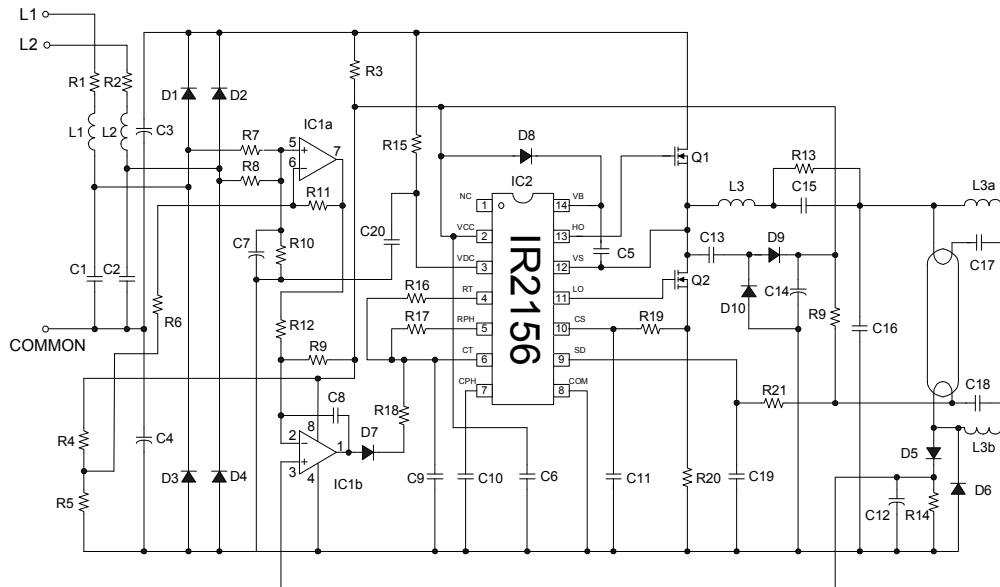 L1
L2
R1
R2
R3
D1
D2
IC1a
L1
L2
C3
R7
R8
5
6
7
R11
R15
D8
IC2
Q1
R13
L3
C15
L3a
C17
NC
1
14
VB
VCC
2
13
HO
VDC
3
12
VS
RT
4
11
LO
RPH
5
10
CS
CT
6
9
SD
CPH
7
8
COM
IR2156
C7
R10
C20
C5
C13
D9
Q2
D10
C14
R9
C16
C1
C2
R6
R12
R16
R17
R19
COMMON
R9
C8
R18
R21
C18
R4
C4
2
3
8
4
1
D7
IC1b
L3b
D5
D6
R5
D3
D4
C9
C10
C6
C11
R20
C19
C12
R14